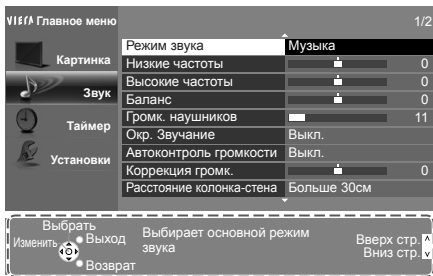 VIErA Главное меню 1/2
Картинка
Звук
Таймер
Установки
Режим звука Музыка
Низкие частоты 0
Высокие частоты 0
Баланс 0
Громк. наушников 11
Окр. Звучание Выкл.
Автоконтроль громкости Выкл.
Коррекция громк. 0
Расстояние колонка-стена Больше 30см
Выбрать
Изменить
Выход
Возврат
Выбирает основной режим
звука
Вверх стр.
Вниз стр.